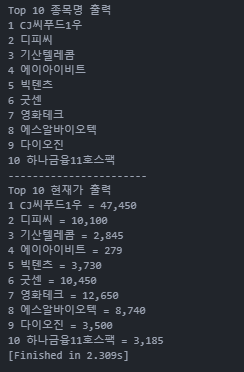 Top 10 종목명 출력
1 CJ씨푸드1우
2 디피씨
3 기산텔레콤
4 에이아이비트
5 빅텐츠
6 굿센
7 영화테크
8 에스알바이오텍
9 다이오진
10 하나금융11호스팩
-----------------------
Top 10 현재가 출력
1 CJ씨푸드1우 = 47,450
2 디피씨 = 10,100
3 기산텔레콤 = 2,845
4 에이아이비트 = 279
5 빅텐츠 = 3,730
6 굿센 = 10,450
7 영화테크 = 12,650
8 에스알바이오텍 = 8,740
9 다이오진 = 3,500
10 하나금융11호스팩 = 3,185
[Finished in 2.309s]